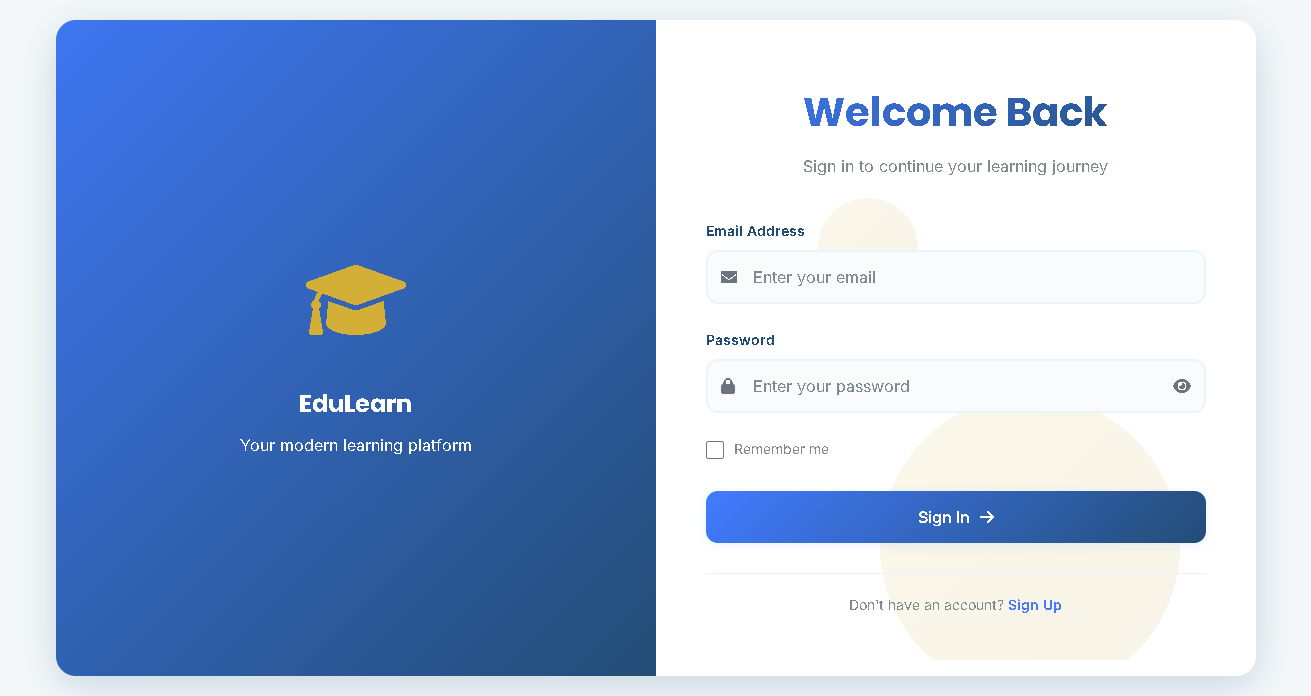 EduLearn
Your modern learning platform
Welcome Back
Sign in to continue your learning journey
Email Address
Enter your email
Password
Enter your password
Remember me
Sign In
Don't have an account? Sign Up